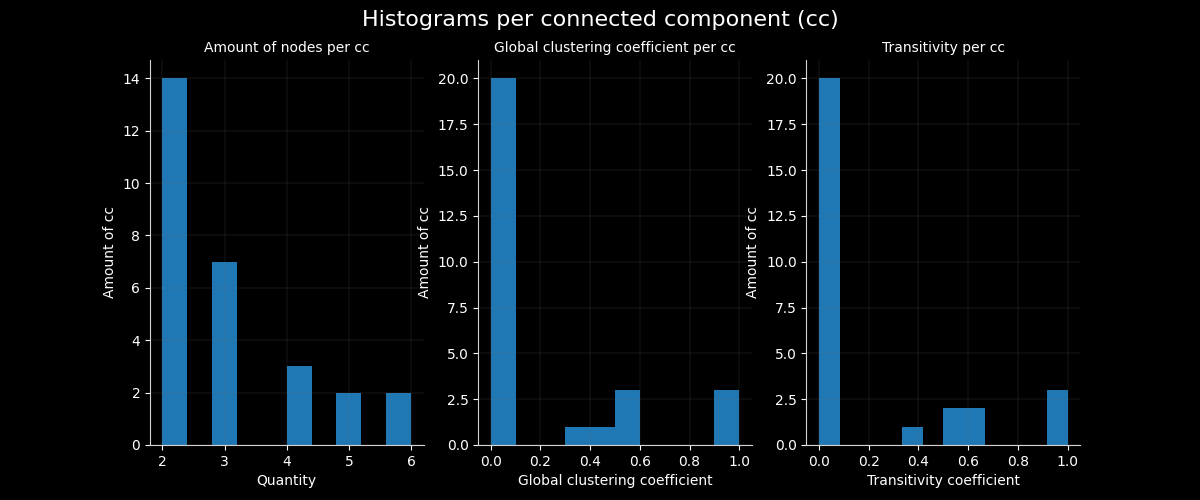 Histograms per connected component (cc)
Amount of nodes per cc
Amount of cc
14
12
10
8
6
4
2
0
2 3 4 5 6
Quantity
Global clustering coefficient per cc
Amount of cc
20.0
17.5
15.0
12.5
10.0
7.5
5.0
2.5
0.0
0.0 0.2 0.4 0.6 0.8 1.0
Global clustering coefficient
Transitivity per cc
Amount of cc
20.0
17.5
15.0
12.5
10.0
7.5
5.0
2.5
0.0
0.0 0.2 0.4 0.6 0.8 1.0
Transitivity coefficient